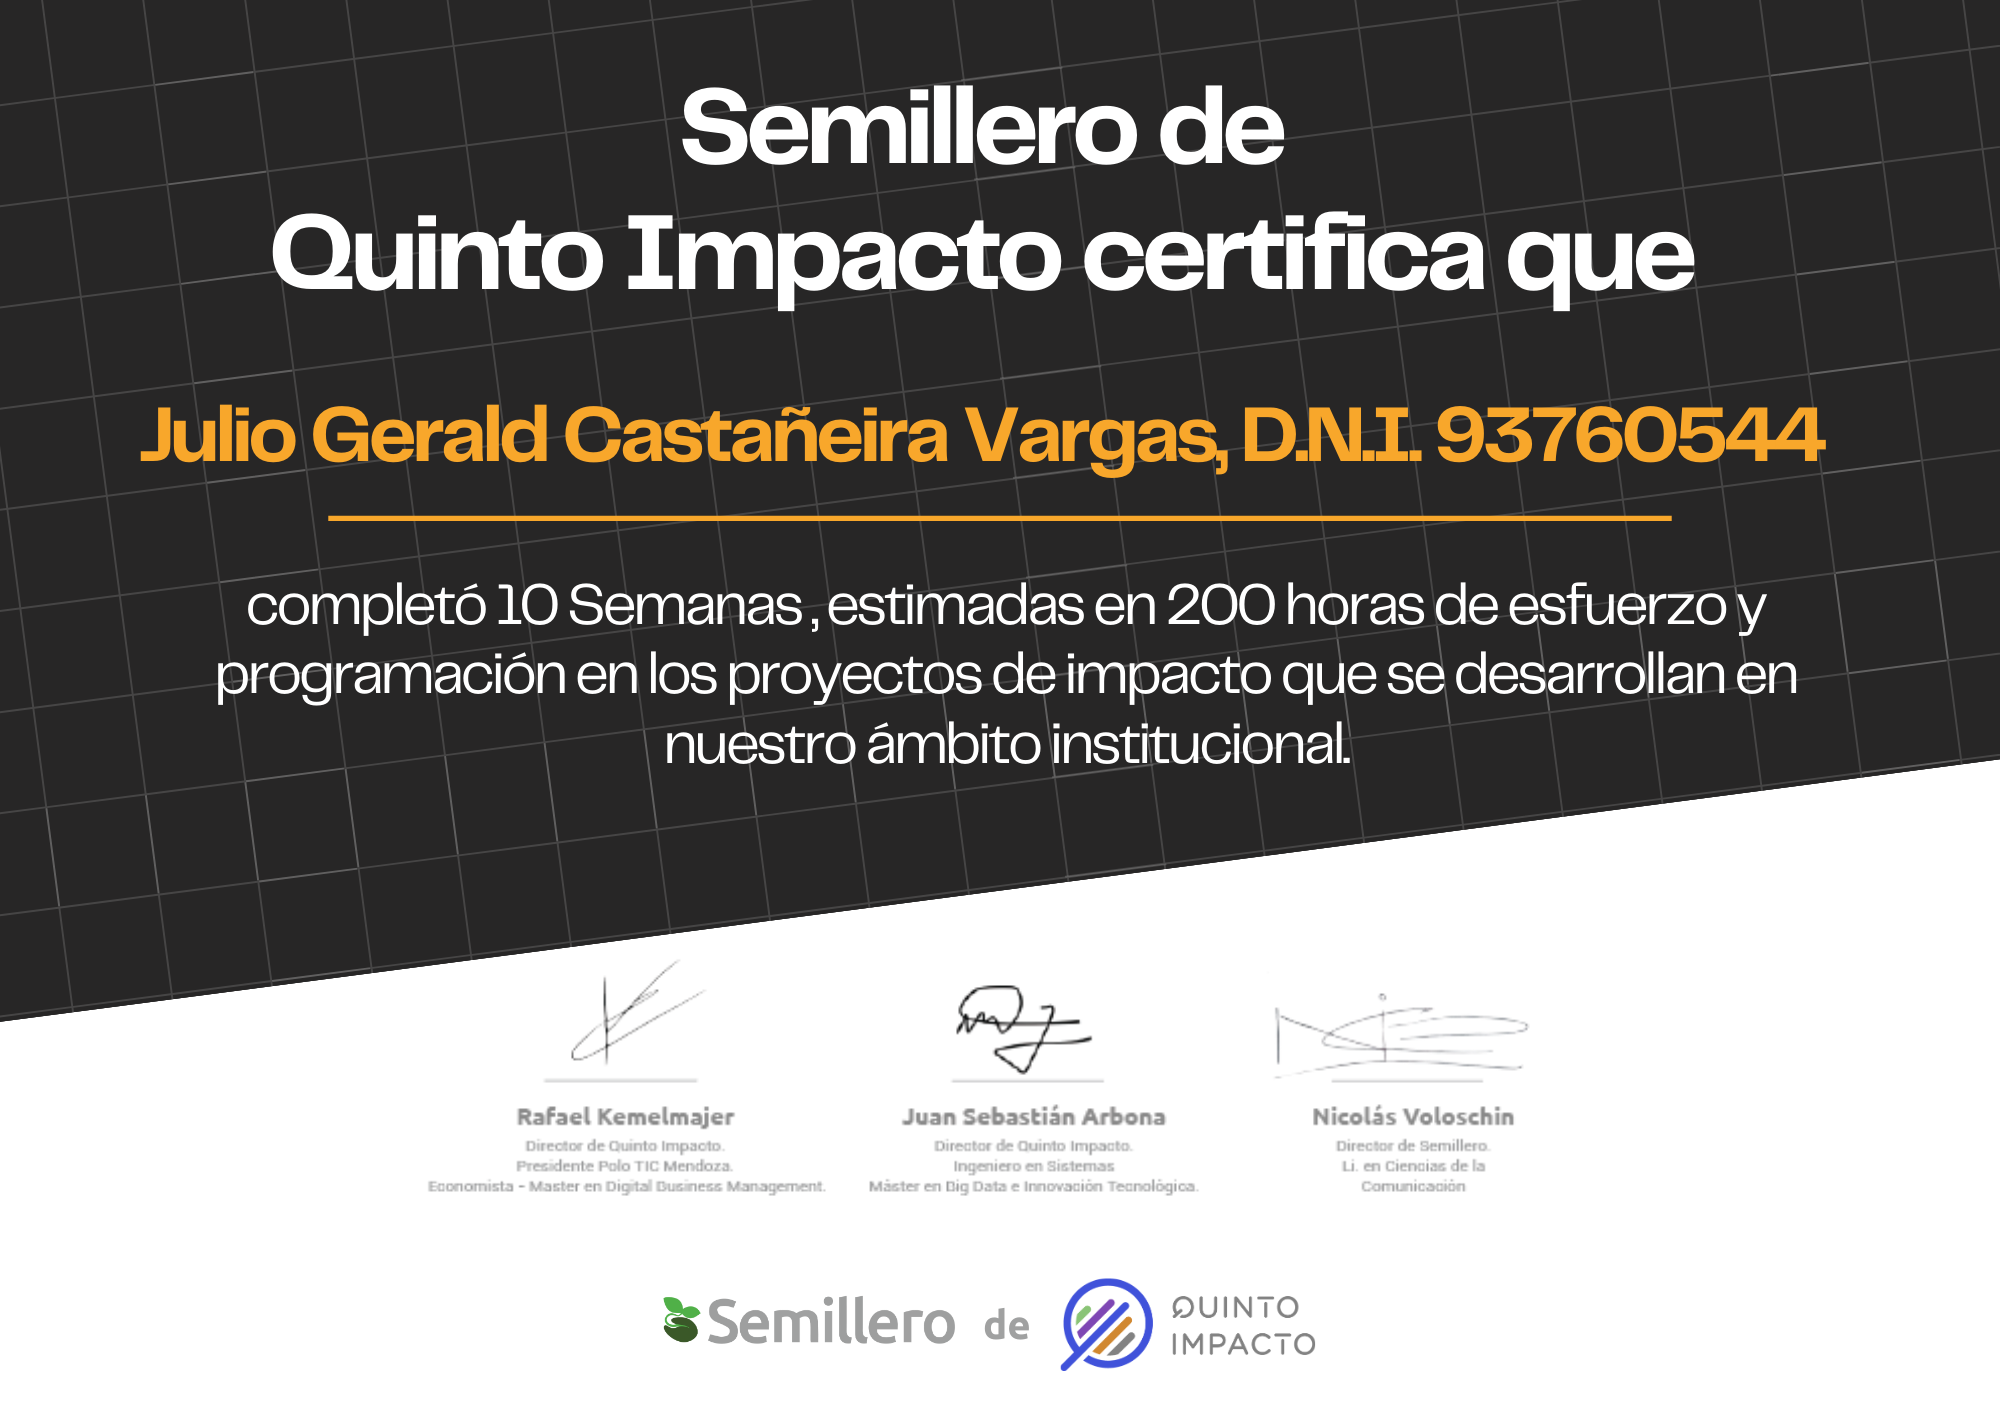 Semillero de
Quinto Impacto certifica que
Julio Gerald Castañeira Vargas, D.N.I. 93760544
completó 10 Semanas , estimadas en 200 horas de esfuerzo y
programación en los proyectos de impacto que se desarrollan en
nuestro ámbito institucional.
Rafael Kemelmajer
Director de Quinto Impacto.
Presidente Polo TIC Mendoza.
Economista - Master en Digital Business Management.
Juan Sebastián Arbona
Director de Quinto Impacto.
Ingeniero en Sistemas
Máster en Big Data e Innovación Tecnológica.
Nicolás Voloschin
Director de Semillero.
Li. en Ciencias de la
Comunicación
Semillero de
QUINTO
IMPACTO